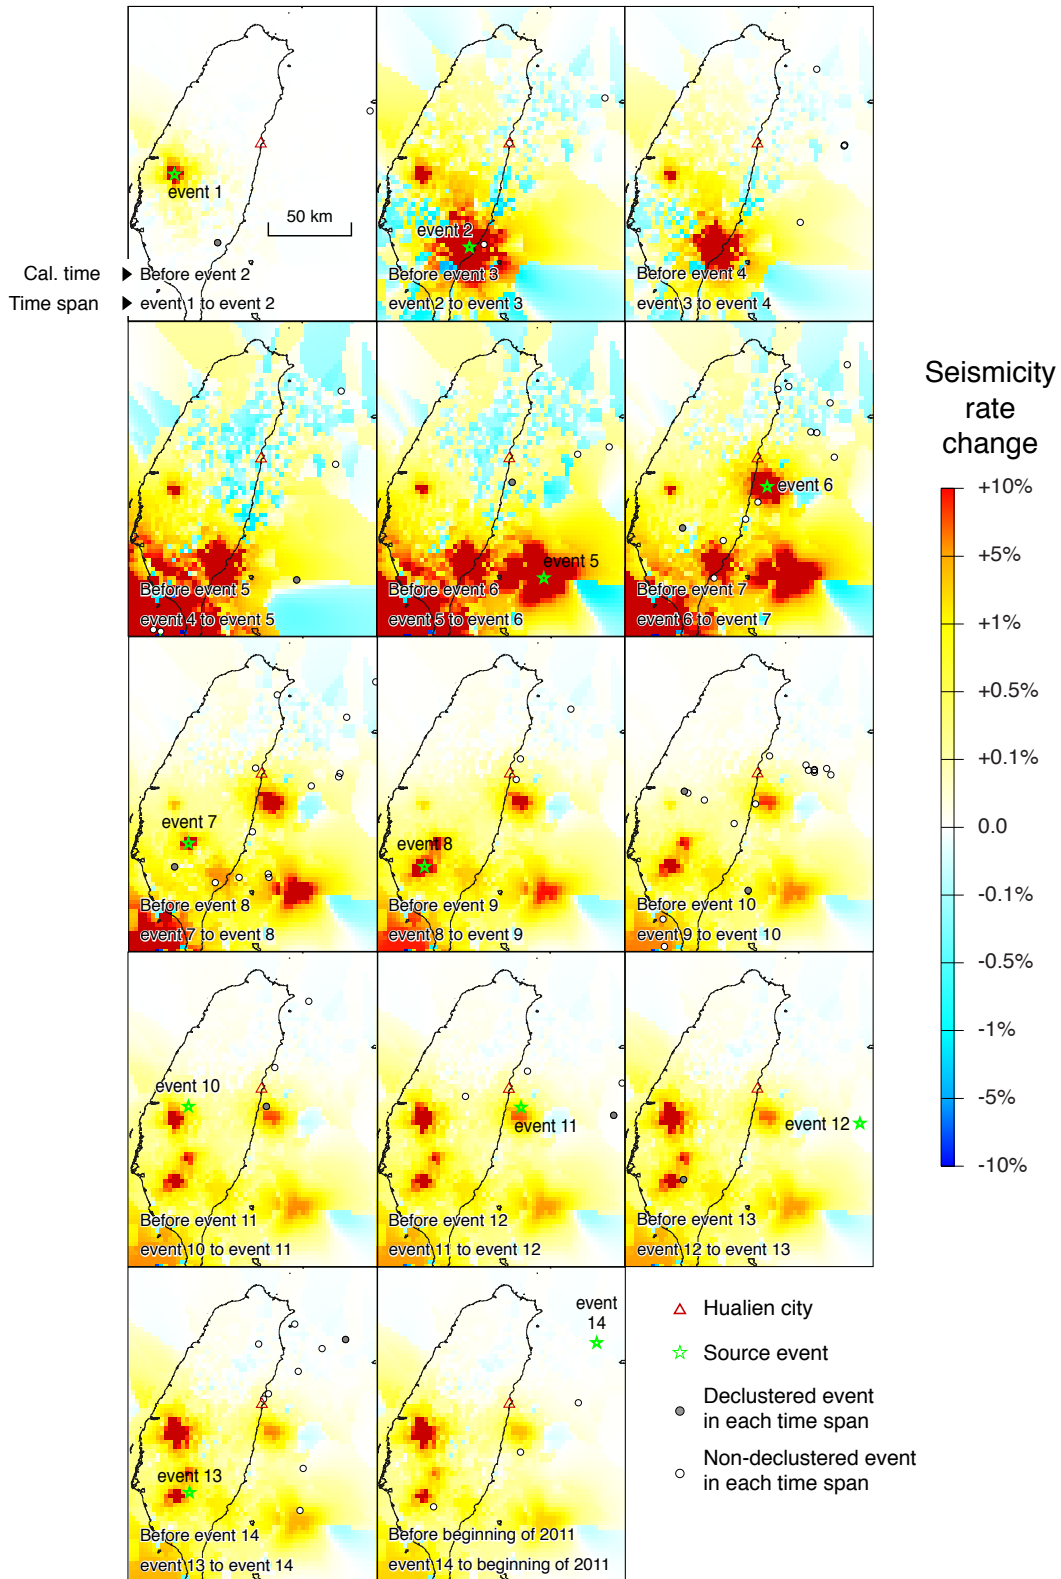 event 1
50 km
Cal. time
Before event 2
Time span
event 1 to event 2
event 2
Before event 3
event 2 to event 3
Before event 4
event 3 to event 4
Before event 5
event 4 to event 5
event 5
Before event 6
event 5 to event 6
event 6
Before event 7
event 6 to event 7
Seismicity
rate
change
+10%
+5%
+1%
+0.5%
+0.1%
0.0
-0.1%
-0.5%
-1%
-5%
-10%
event 7
Before event 8
event 7 to event 8
event 8
Before event 9
event 8 to event 9
Before event 10
event 9 to event 10
event 10
Before event 11
event 10 to event 11
event 11
Before event 12
event 11 to event 12
event 12
Before event 13
event 12 to event 13
event 13
Before event 14
event 13 to event 14
event
14
Before beginning of 2011
event 14 to beginning of 2011
Hualien city
Source event
Declustered event
in each time span
Non-declustered event
in each time span